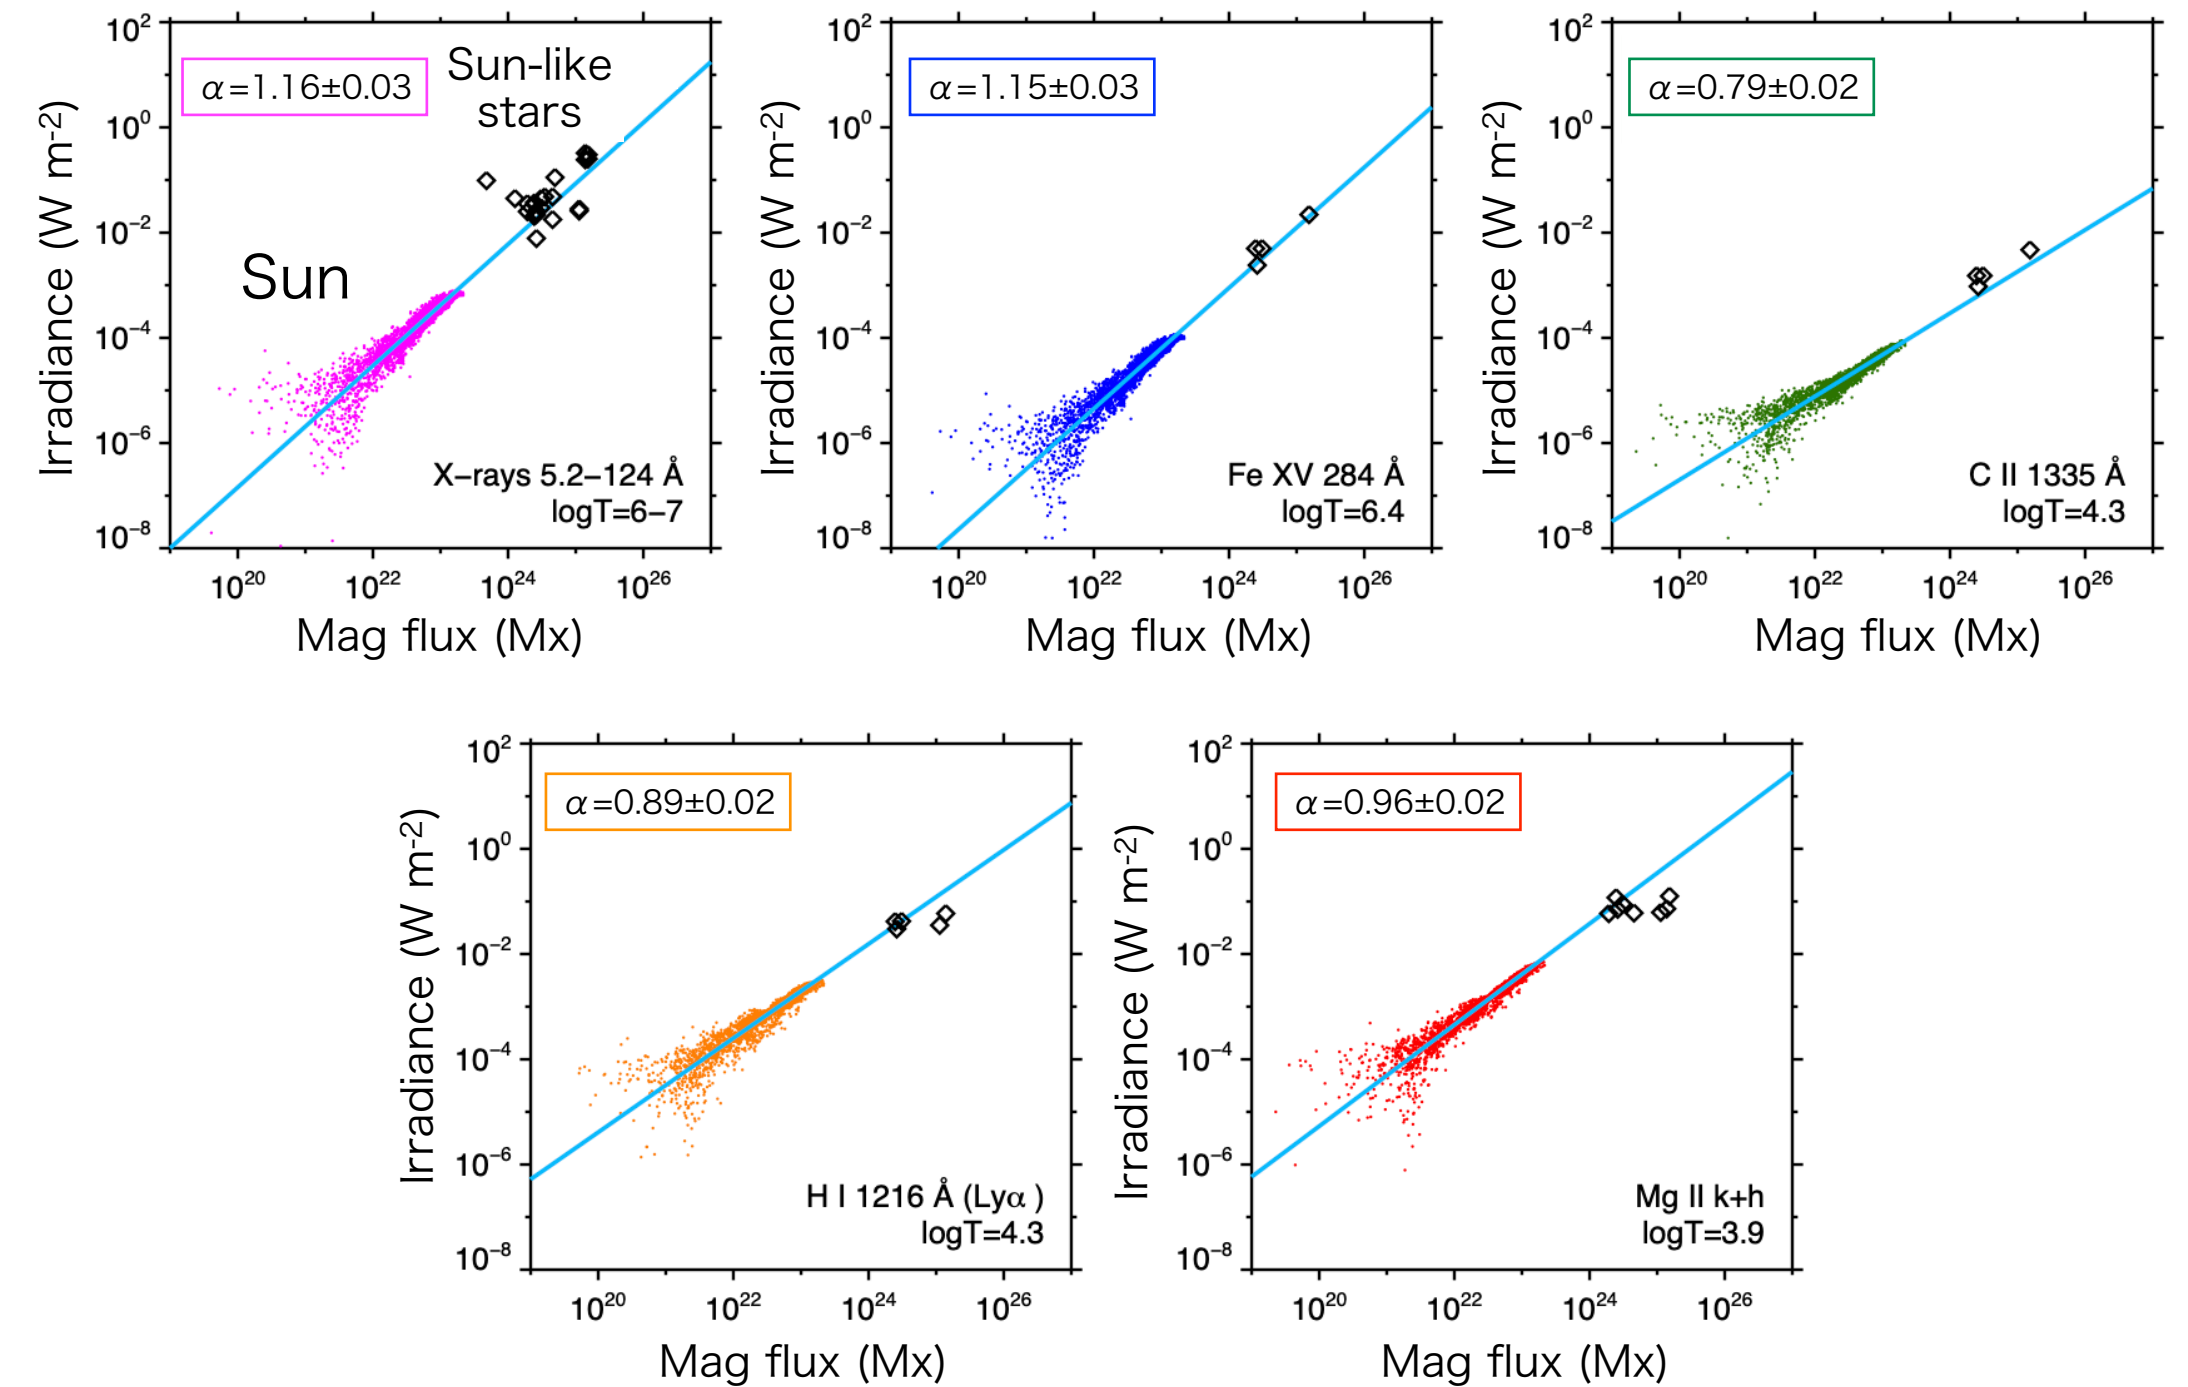 α=1.16±0.03
Sun-like
stars
Sun
X–rays 5.2–124 Å
logT=6–7
Irradiance (W m-2)
10²
10⁰
10⁻²
10⁻⁴
10⁻⁶
10⁻⁸
10²⁰ 10²² 10²⁴ 10²⁶
Mag flux (Mx)
α=1.15±0.03
Fe XV 284 Å
logT=6.4
Irradiance (W m-2)
10²
10⁰
10⁻²
10⁻⁴
10⁻⁶
10⁻⁸
10²⁰ 10²² 10²⁴ 10²⁶
Mag flux (Mx)
α=0.79±0.02
C II 1335 Å
logT=4.3
Irradiance (W m-2)
10²
10⁰
10⁻²
10⁻⁴
10⁻⁶
10⁻⁸
10²⁰ 10²² 10²⁴ 10²⁶
Mag flux (Mx)
α=0.89±0.02
H I 1216 Å (Lyα )
logT=4.3
Irradiance (W m-2)
10²
10⁰
10⁻²
10⁻⁴
10⁻⁶
10⁻⁸
10²⁰ 10²² 10²⁴ 10²⁶
Mag flux (Mx)
α=0.96±0.02
Mg II k+h
logT=3.9
Irradiance (W m-2)
10²
10⁰
10⁻²
10⁻⁴
10⁻⁶
10⁻⁸
10²⁰ 10²² 10²⁴ 10²⁶
Mag flux (Mx)